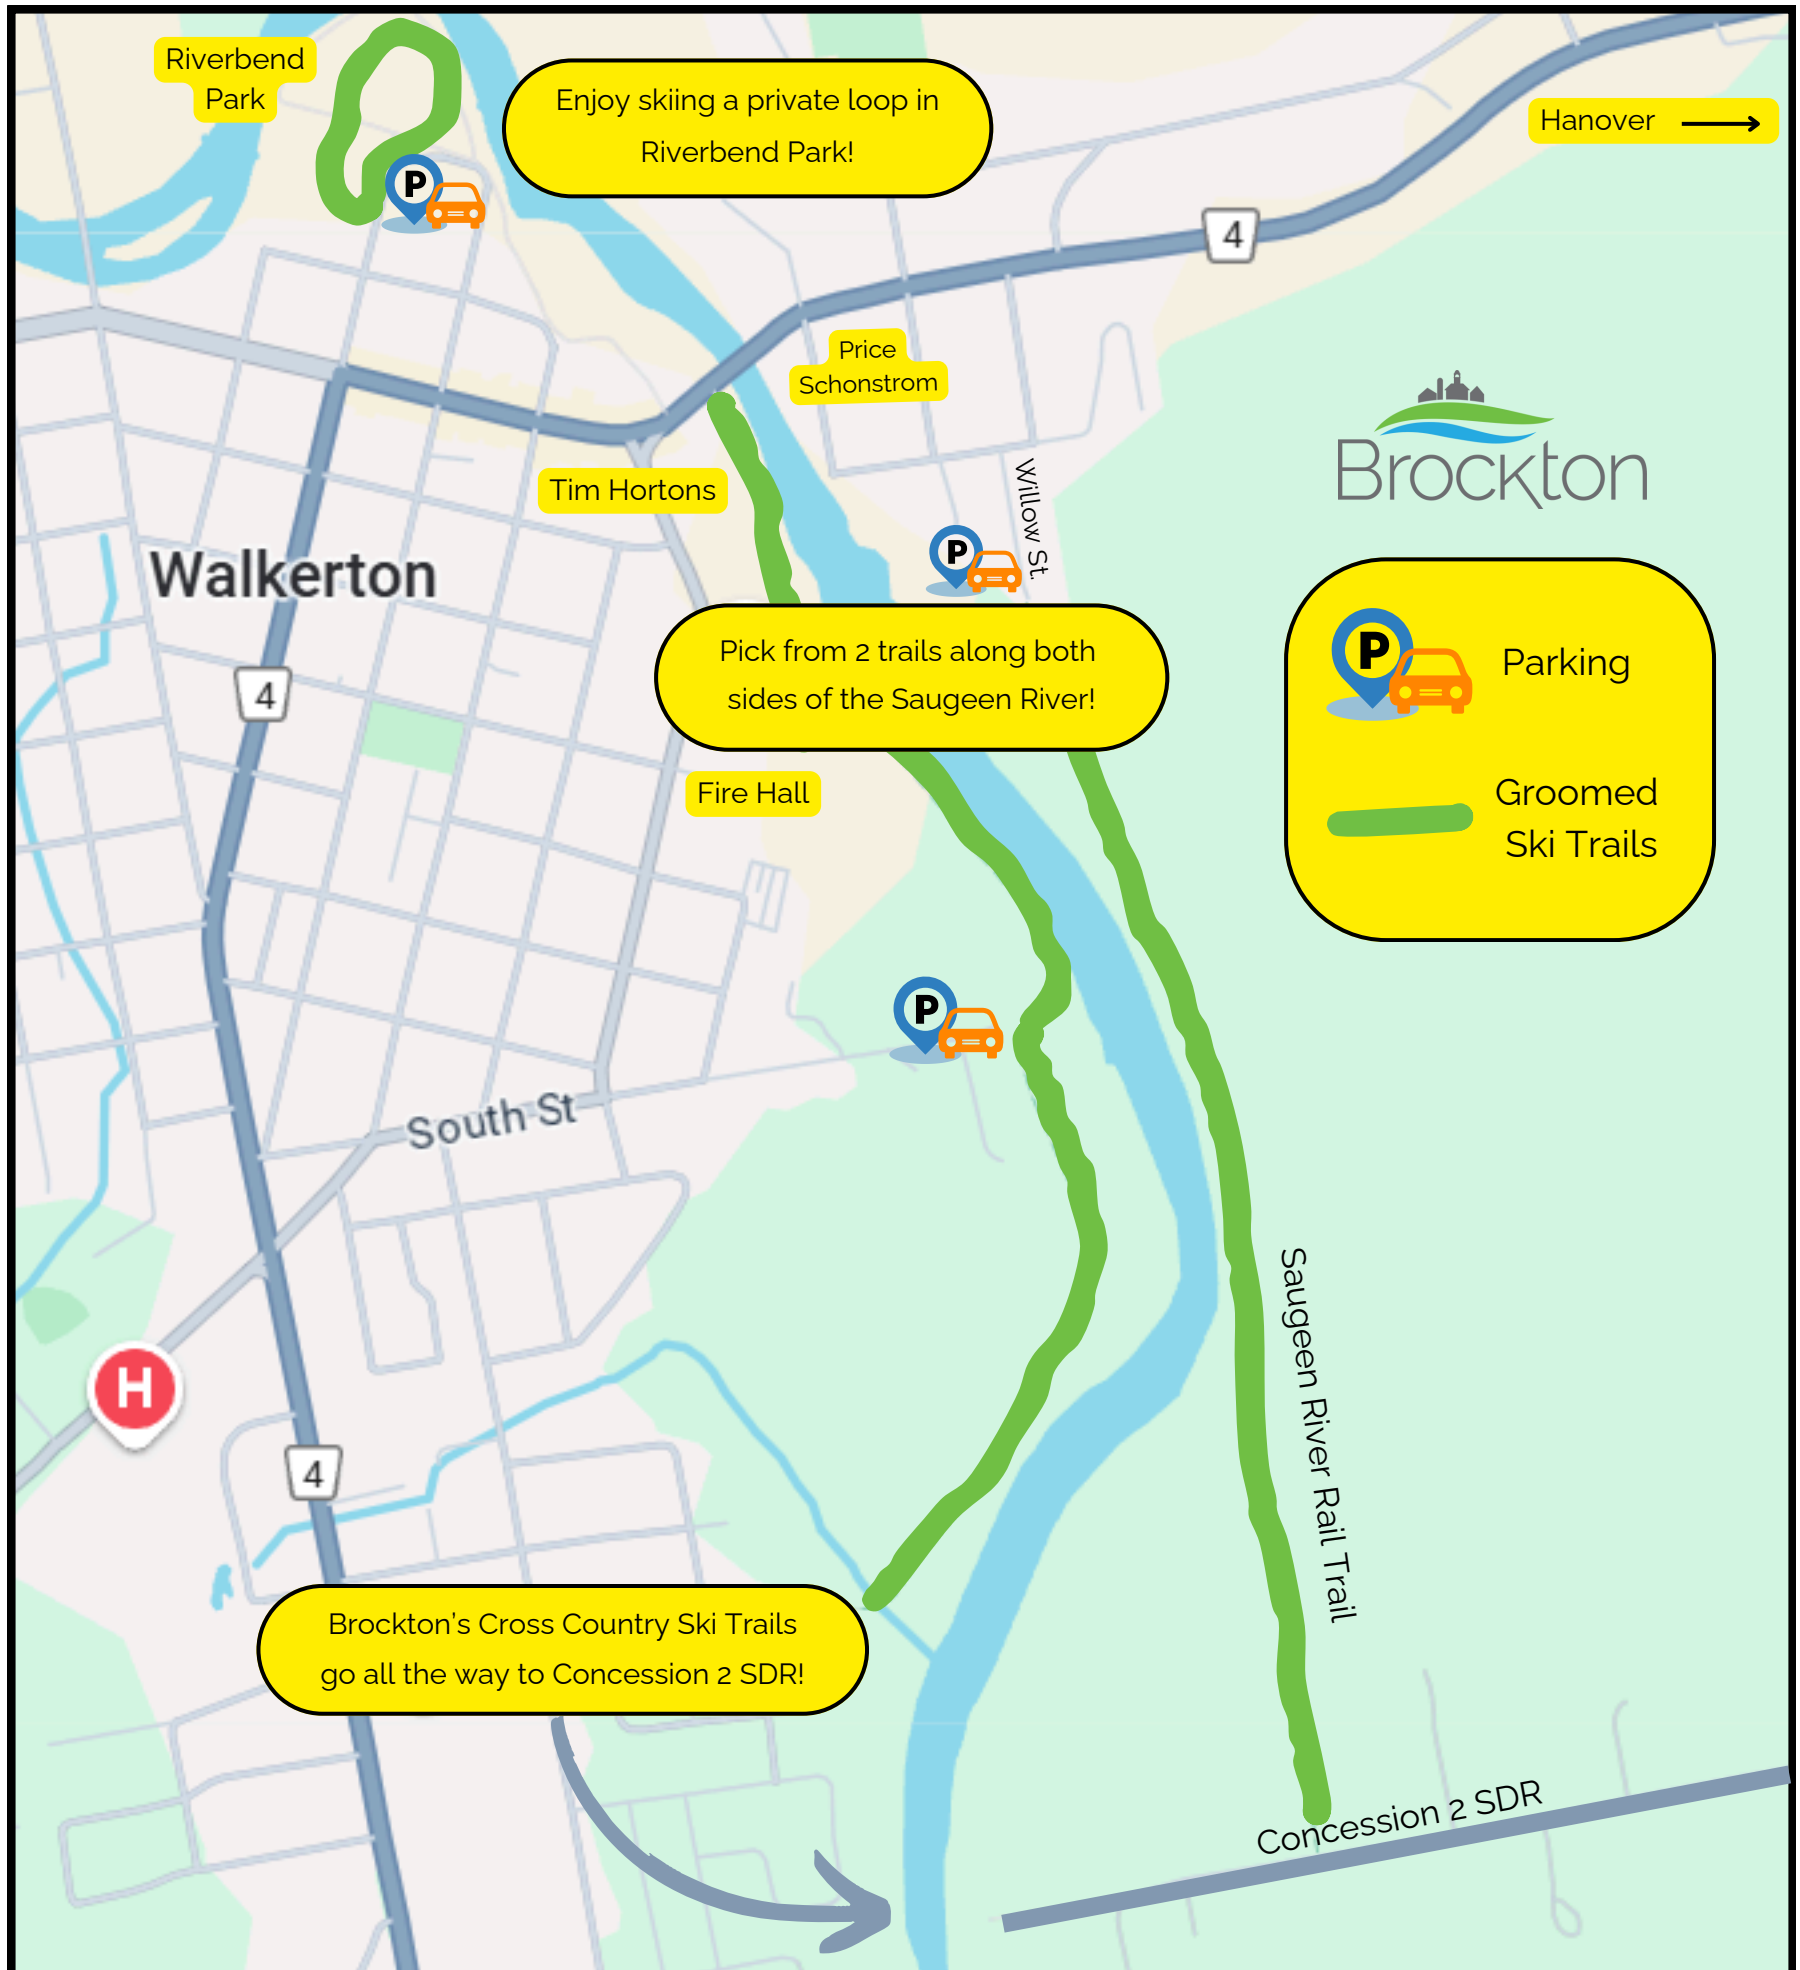 Riverbend
Park
Enjoy skiing a private loop in
Riverbend Park!
Hanover
P
4
Price
Schonstrom
Brockton
Tim Hortons
Willow St.
P
Walkerton
Pick from 2 trails along both
sides of the Saugeen River!
P
Parking
4
Fire Hall
Groomed
Ski Trails
P
South St
Saugeen River Rail Trail
H
4
Brockton's Cross Country Ski Trails
go all the way to Concession 2 SDR!
Concession 2 SDR